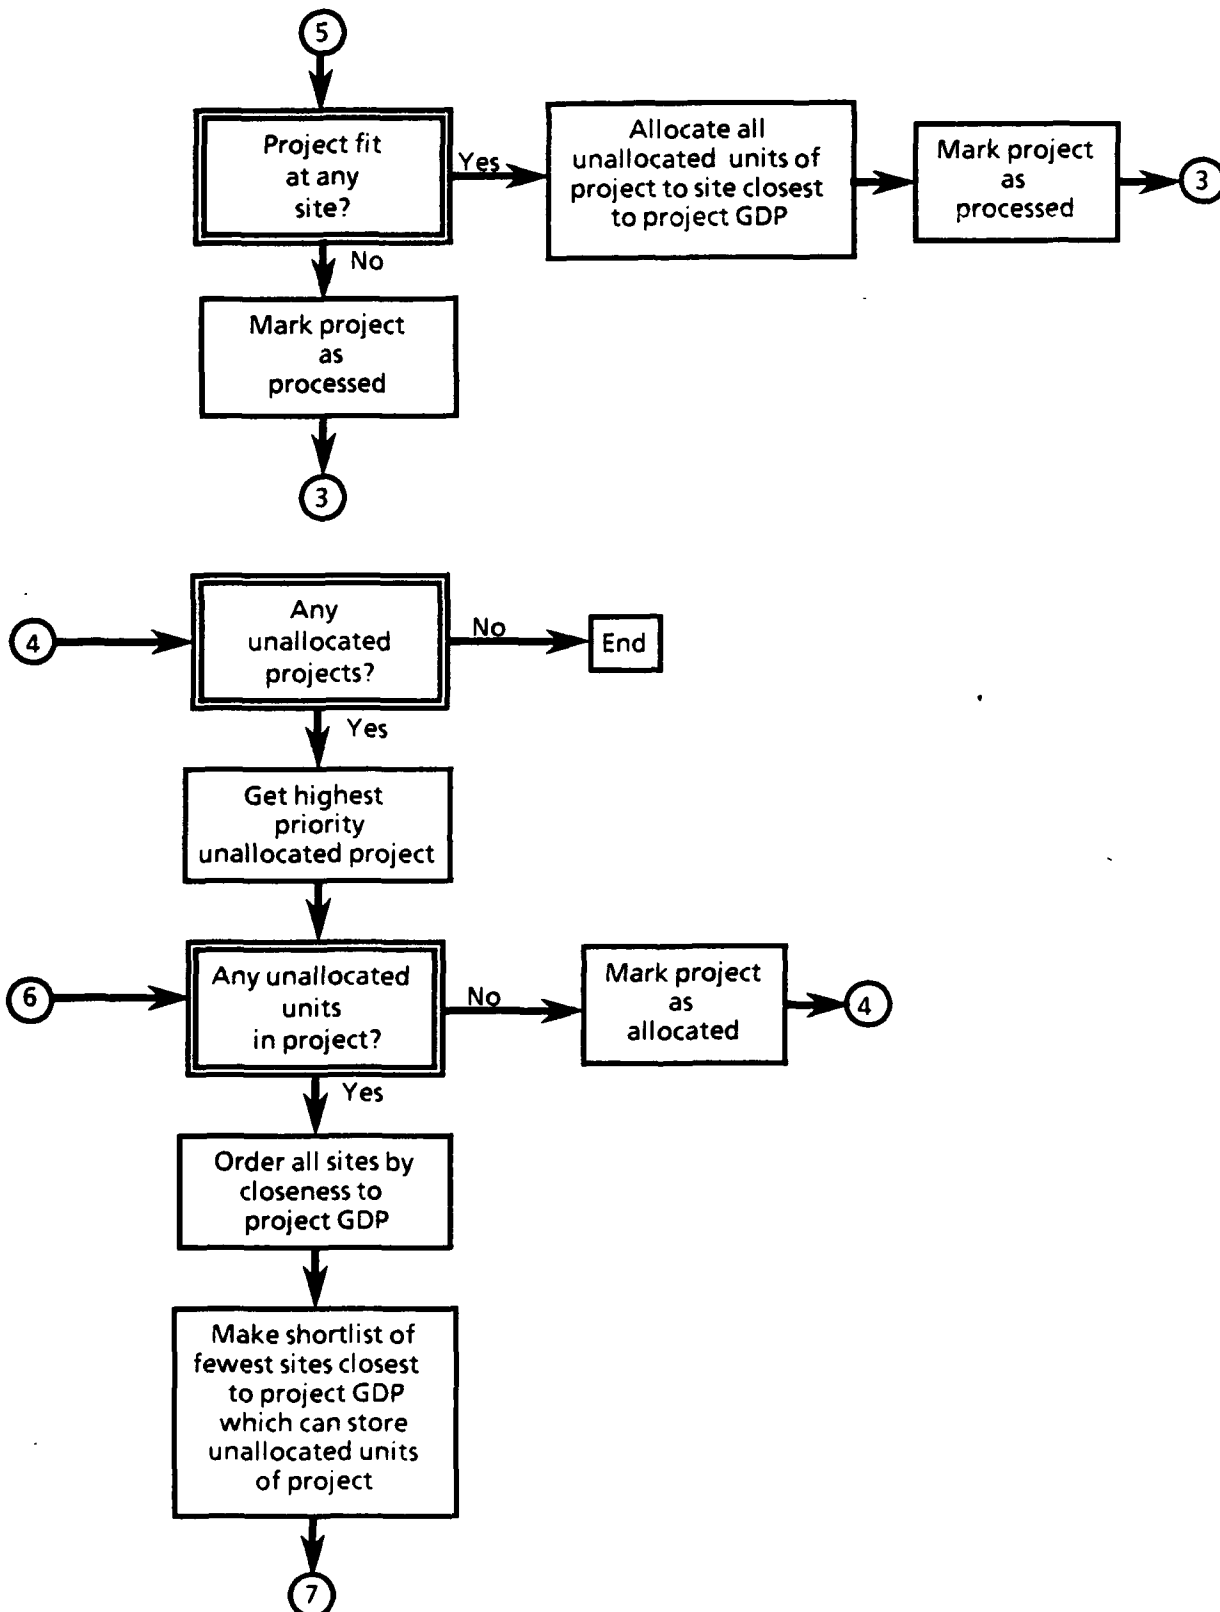 5
Project fit
at any
site?
Yes
Allocate all
unallocated units of
project to site closest
to project GDP
Mark project
as
processed
3
No
Mark project
as
processed
3
4
Any
unallocated
projects?
No
End
Yes
Get highest
priority
unallocated project
6
Any unallocated
units
in project?
No
Mark project
as
allocated
4
Yes
Order all sites by
closeness to
project GDP
Make shortlist of
fewest sites closest
to project GDP
which can store
unallocated units
of project
7